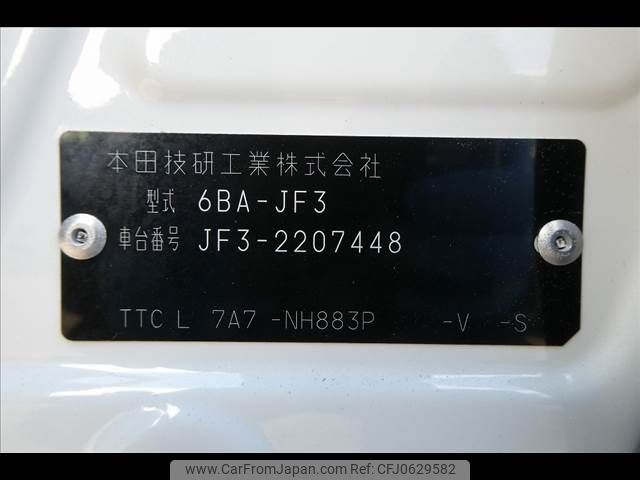 本田技研工業株式会社
型式 6BA-JF3
車台番号 JF3-2207448
TTC L 7A7 -NH883P -V -S
www.CarFromJapan.com - CFJ0629582